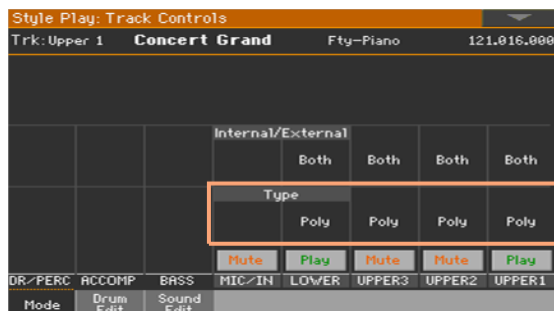 Style Play: Track Controls
Trk: Upper 1 Concert Grand Fty-Piano 121.016.000
Internal/External
Both Both Both Both
Type
Poly Poly Poly Poly
Mute Play Mute Mute Play
DR/PERC ACCOMP BASS MIC/IN LOWER UPPER3 UPPER2 UPPER1
Mode Drum Edit Sound Edit